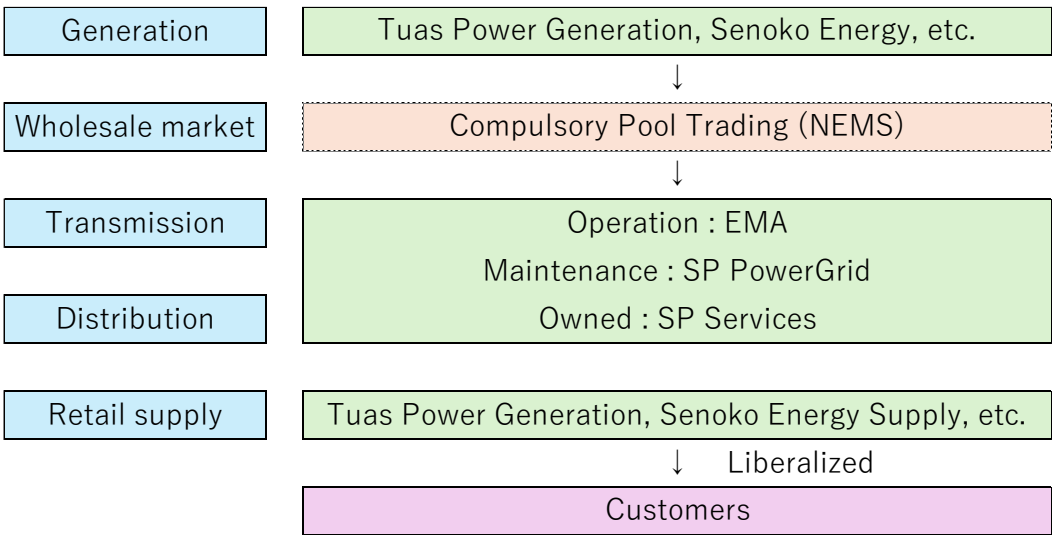 Generation
Tuas Power Generation, Senoko Energy, etc.
↓
Wholesale market
Compulsory Pool Trading (NEMS)
↓
Transmission
Operation : EMA
Maintenance : SP PowerGrid
Distribution
Owned : SP Services
Retail supply
Tuas Power Generation, Senoko Energy Supply, etc.
↓ Liberalized
Customers